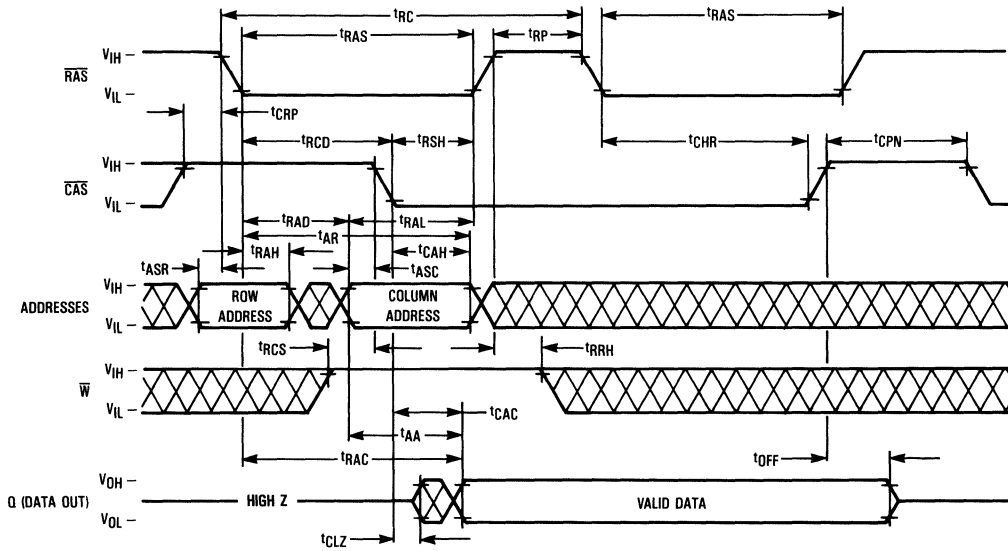 tRC tRAS
tRAS tRP
VIH –
RAS
VIL –
tCRP
tRCD tRSH tCHR tCPN
VIH –
CAS
VIL –
tRAD tRAL
tAR
tRAH tCAH
tASR tASC
VIH –
ADDRESSES ROW ADDRESS COLUMN ADDRESS
VIL –
tRCS tRRH
VIH –
W
VIL –
tCAC
tAA
tRAC tOFF
VOH –
Q (DATA OUT) HIGH Z VALID DATA
VOL –
tCLZ